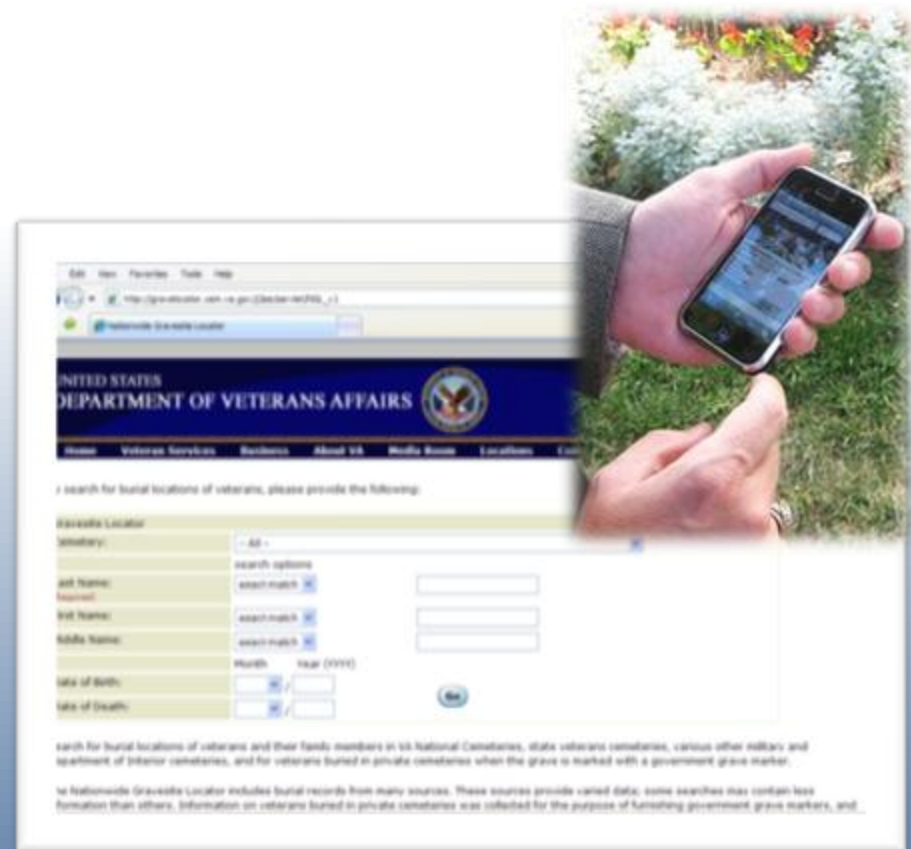 Edit View Favorites Tools Help
Nationwide Gravesite Locator
UNITED STATES
DEPARTMENT OF VETERANS AFFAIRS
Home Veteran Services Business About VA Media Room Locations
search for burial locations of veterans, please provide the following:
Gravesite Locator
Cemetery: - All -
search options
ast Name: exact match
Required
First Name: exact match
Middle Name: exact match
Month Year (YYYY)
Date of Birth: /
Date of Death: /
Go
earch for burial locations of veterans and their family members in VA National Cemeteries, state veterans cemeteries, various other military and
epartment of Interior cemeteries, and for veterans buried in private cemeteries when the grave is marked with a government grave marker.
he Nationwide Gravesite Locator includes burial records from many sources. These sources provide varied data; some searches may contain less
formation than others. Information on veterans buried in private cemeteries was collected for the purpose of furnishing government grave markers, and